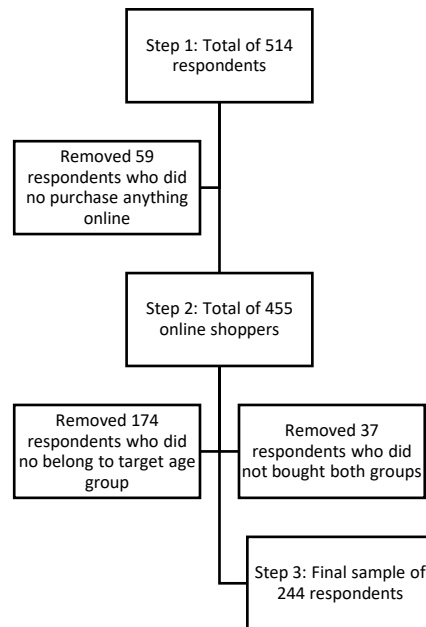 Step 1: Total of 514
respondents
Removed 59
respondents who did
no purchase anything
online
Step 2: Total of 455
online shoppers
Removed 174
respondents who did
no belong to target age
group
Removed 37
respondents who did
not bought both groups
Step 3: Final sample of
244 respondents